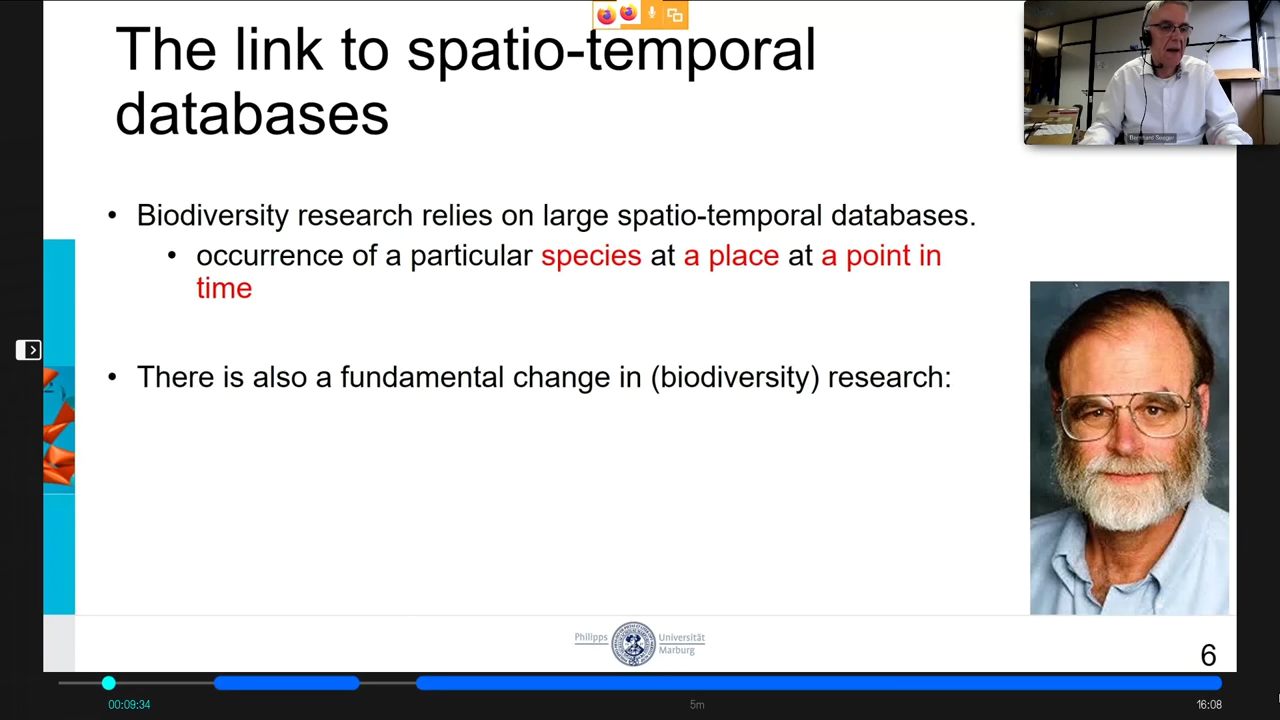 The link to spatio-temporal
databases
Bernhard Seeger
• Biodiversity research relies on large spatio-temporal databases.
• occurrence of a particular species at a place at a point in
time
• There is also a fundamental change in (biodiversity) research:
Philipps Universität
Marburg
6
00:09:34
5m
16:08